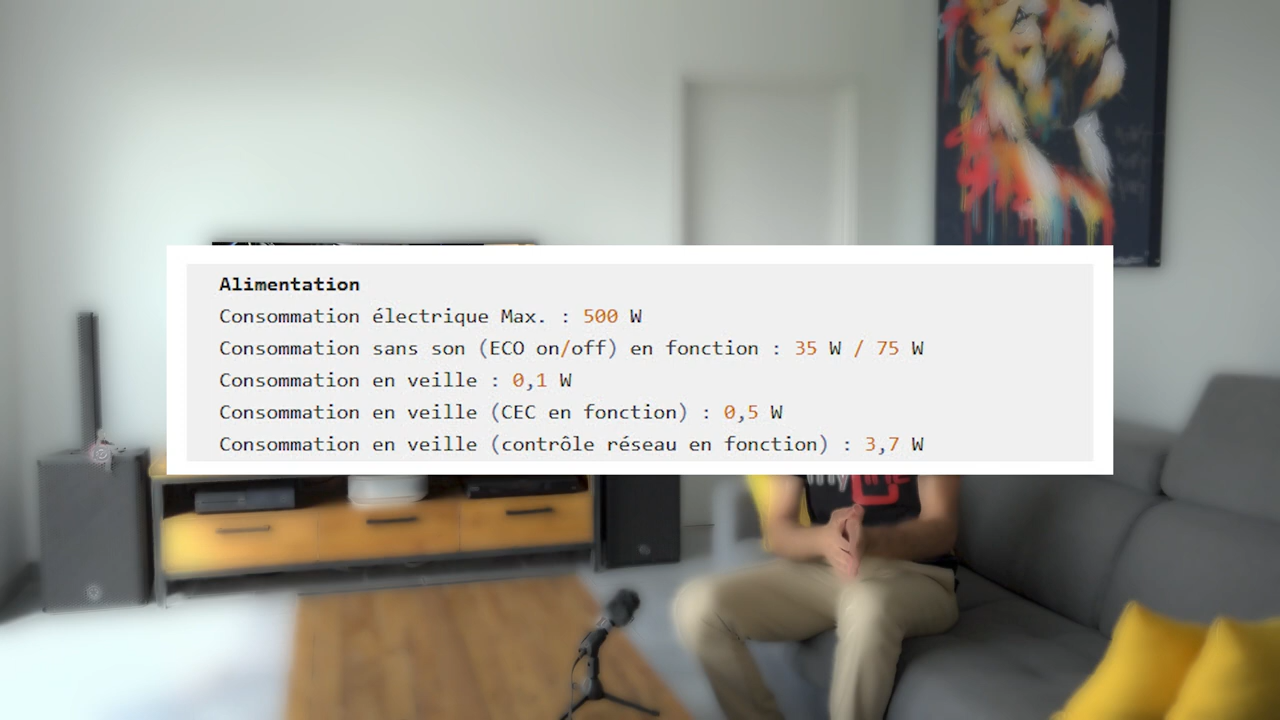 Alimentation
Consommation électrique Max. : 500 W
Consommation sans son (ECO on/off) en fonction : 35 W / 75 W
Consommation en veille : 0,1 W
Consommation en veille (CEC en fonction) : 0,5 W
Consommation en veille (contrôle réseau en fonction) : 3,7 W